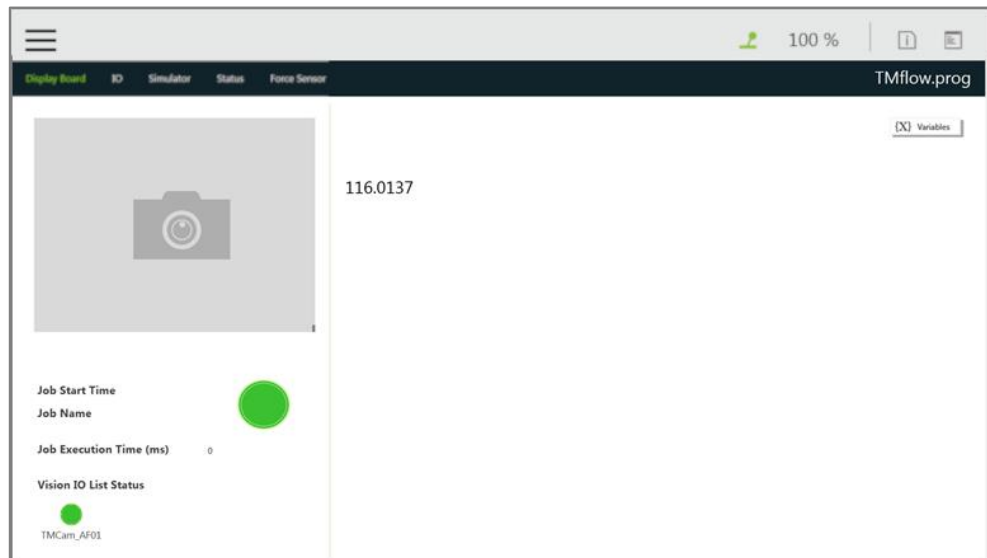 100 %
Display Board IO Simulator Status Force Sensor TMflow.prog
{X} Variables
116.0137
Job Start Time
Job Name
Job Execution Time (ms) 0
Vision IO List Status
TMCam_AF01